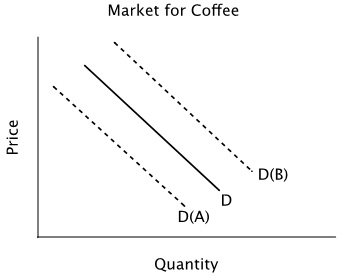 Market for Coffee
Price
D(B)
D
D(A)
Quantity